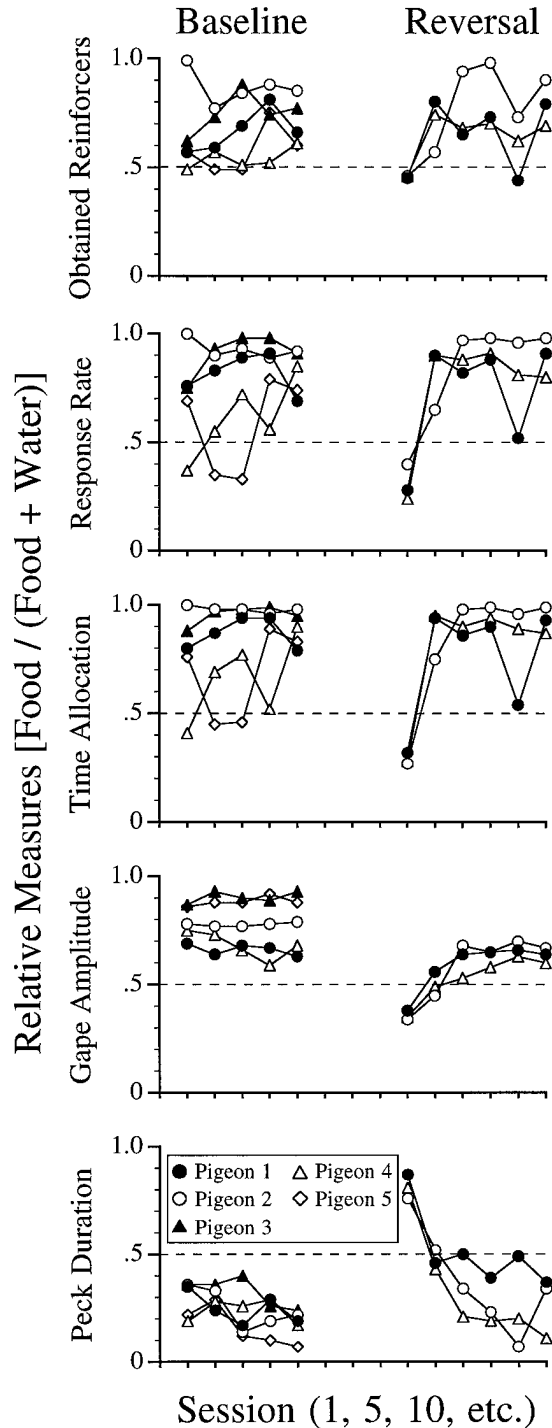 Baseline Reversal
Relative Measures [Food / (Food + Water)]
Obtained Reinforcers
1.0
.5
0
Response Rate
1.0
.5
0
Time Allocation
1.0
.5
0
Gape Amplitude
1.0
.5
0
Peck Duration
1.0
.5
0
Pigeon 1 Pigeon 4
Pigeon 2 Pigeon 5
Pigeon 3
Session (1, 5, 10, etc.)